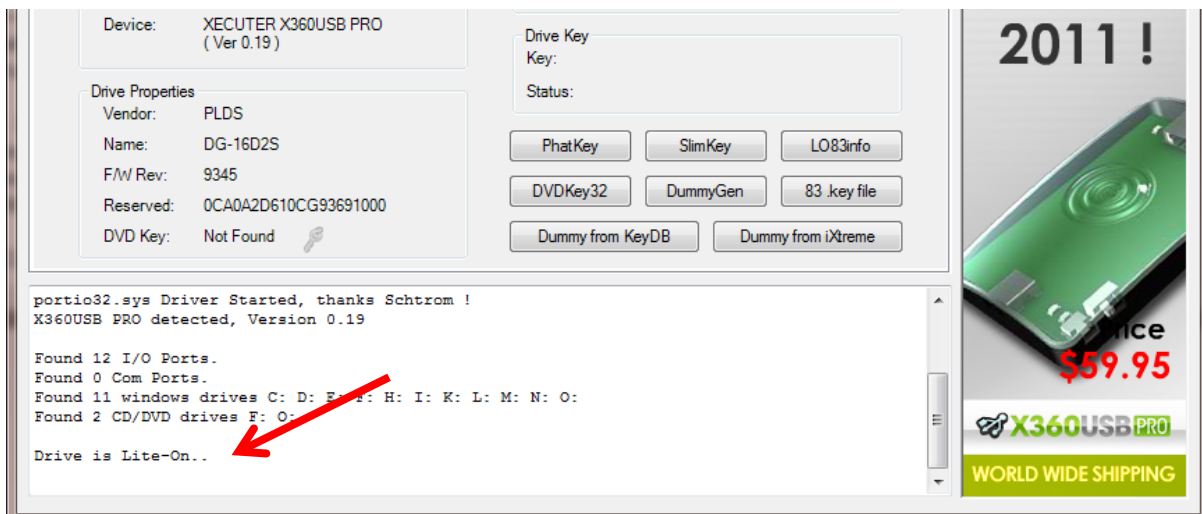 Device: XECUTER X360USB PRO
( Ver 0.19 )
Drive Properties
Vendor: PLDS
Name: DG-16D2S
F/W Rev: 9345
Reserved: 0CA0A2D610CG93691000
DVD Key: Not Found
Drive Key
Key:
Status:
PhatKey SlimKey LO83info
DVDKey32 DummyGen 83 .key file
Dummy from KeyDB Dummy from iXtreme
portio32.sys Driver Started, thanks Schtrom !
X360USB PRO detected, Version 0.19
Found 12 I/O Ports.
Found 0 Com Ports.
Found 11 windows drives C: D: E: F: H: I: K: L: M: N: O:
Found 2 CD/DVD drives F: O:
Drive is Lite-On..
2011 !
$59.95
X360USB PRO
WORLD WIDE SHIPPING